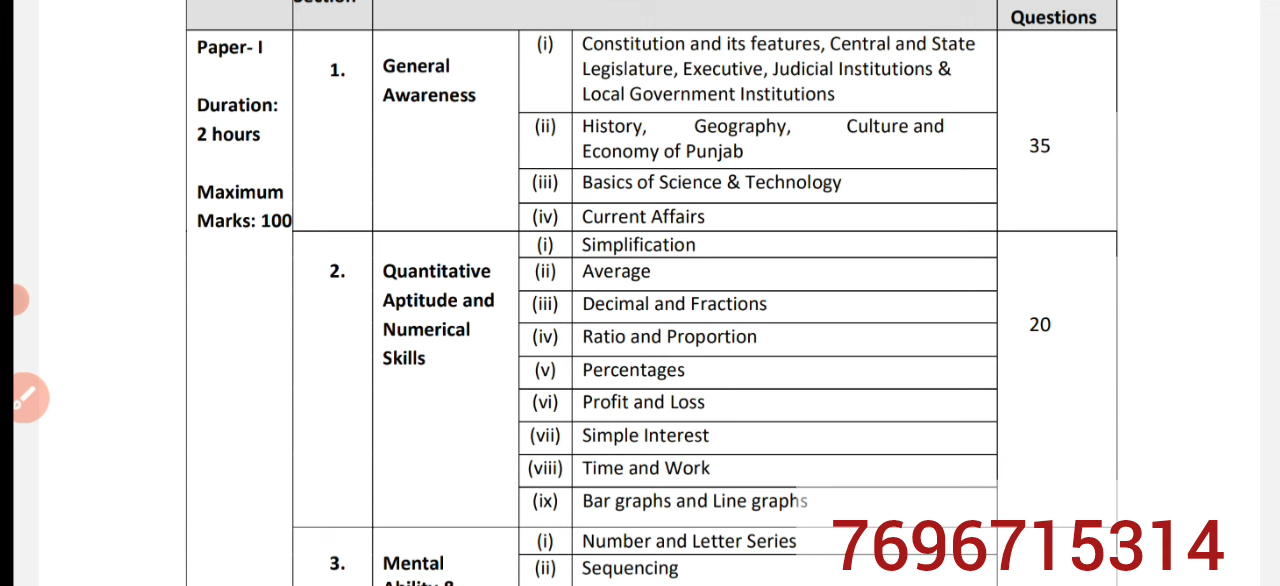 Section
Questions
Paper- I
Duration:
2 hours
Maximum
Marks: 100
1.
General
Awareness
(i) Constitution and its features, Central and State
Legislature, Executive, Judicial Institutions &
Local Government Institutions
(ii) History, Geography, Culture and
Economy of Punjab
(iii) Basics of Science & Technology
(iv) Current Affairs
35
2.
Quantitative
Aptitude and
Numerical
Skills
(i) Simplification
(ii) Average
(iii) Decimal and Fractions
(iv) Ratio and Proportion
(v) Percentages
(vi) Profit and Loss
(vii) Simple Interest
(viii) Time and Work
(ix) Bar graphs and Line graphs
20
3.
Mental
Ability &
(i) Number and Letter Series
(ii) Sequencing
7696715314